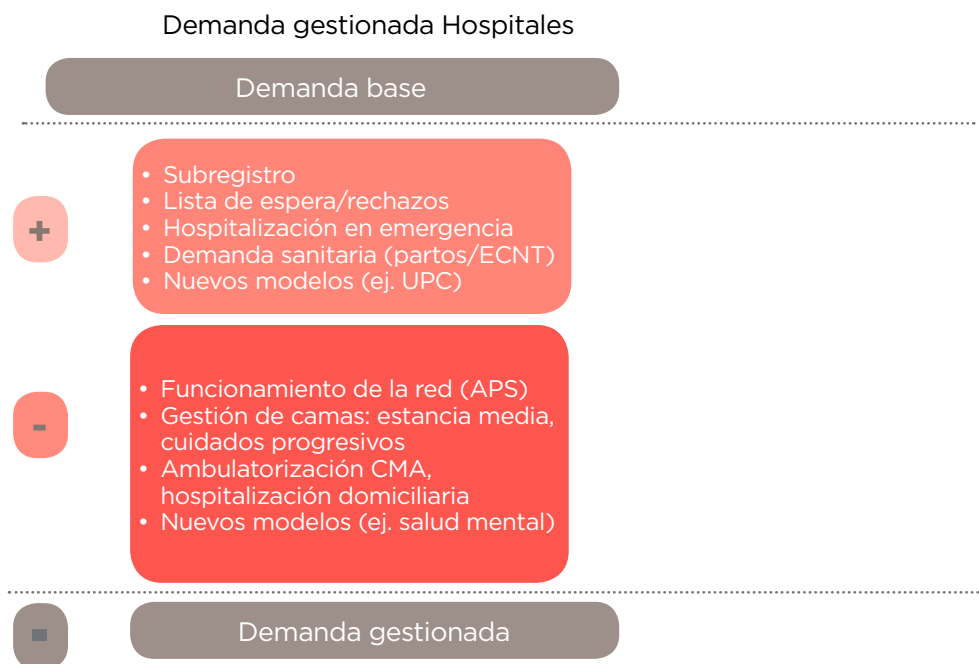 Demanda gestionada Hospitales
Demanda base
+
• Subregistro
• Lista de espera/rechazos
• Hospitalización en emergencia
• Demanda sanitaria (partos/ECNT)
• Nuevos modelos (ej. UPC)
-
• Funcionamiento de la red (APS)
• Gestión de camas: estancia media,
cuidados progresivos
• Ambulatorización CMA,
hospitalización domiciliaria
• Nuevos modelos (ej. salud mental)
Demanda gestionada